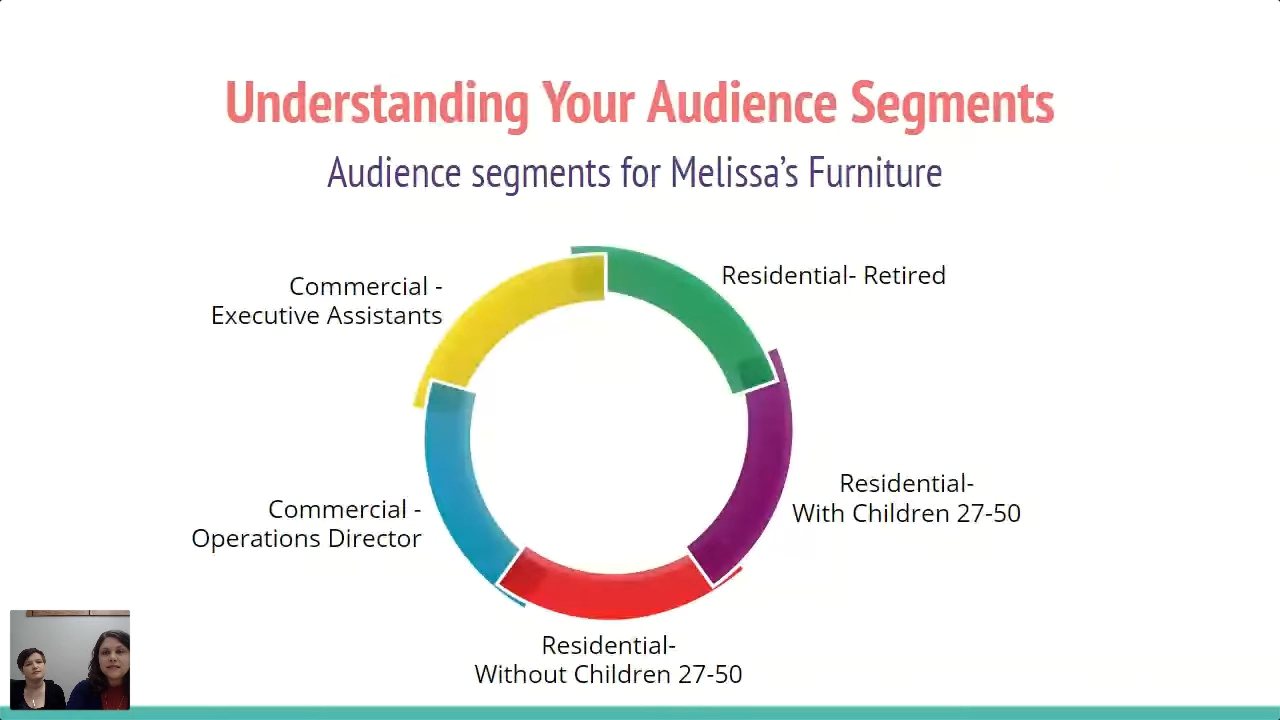 Understanding Your Audience Segments
Audience segments for Melissa's Furniture
Commercial -
Executive Assistants
Residential- Retired
Residential-
With Children 27-50
Commercial -
Operations Director
Residential-
Without Children 27-50